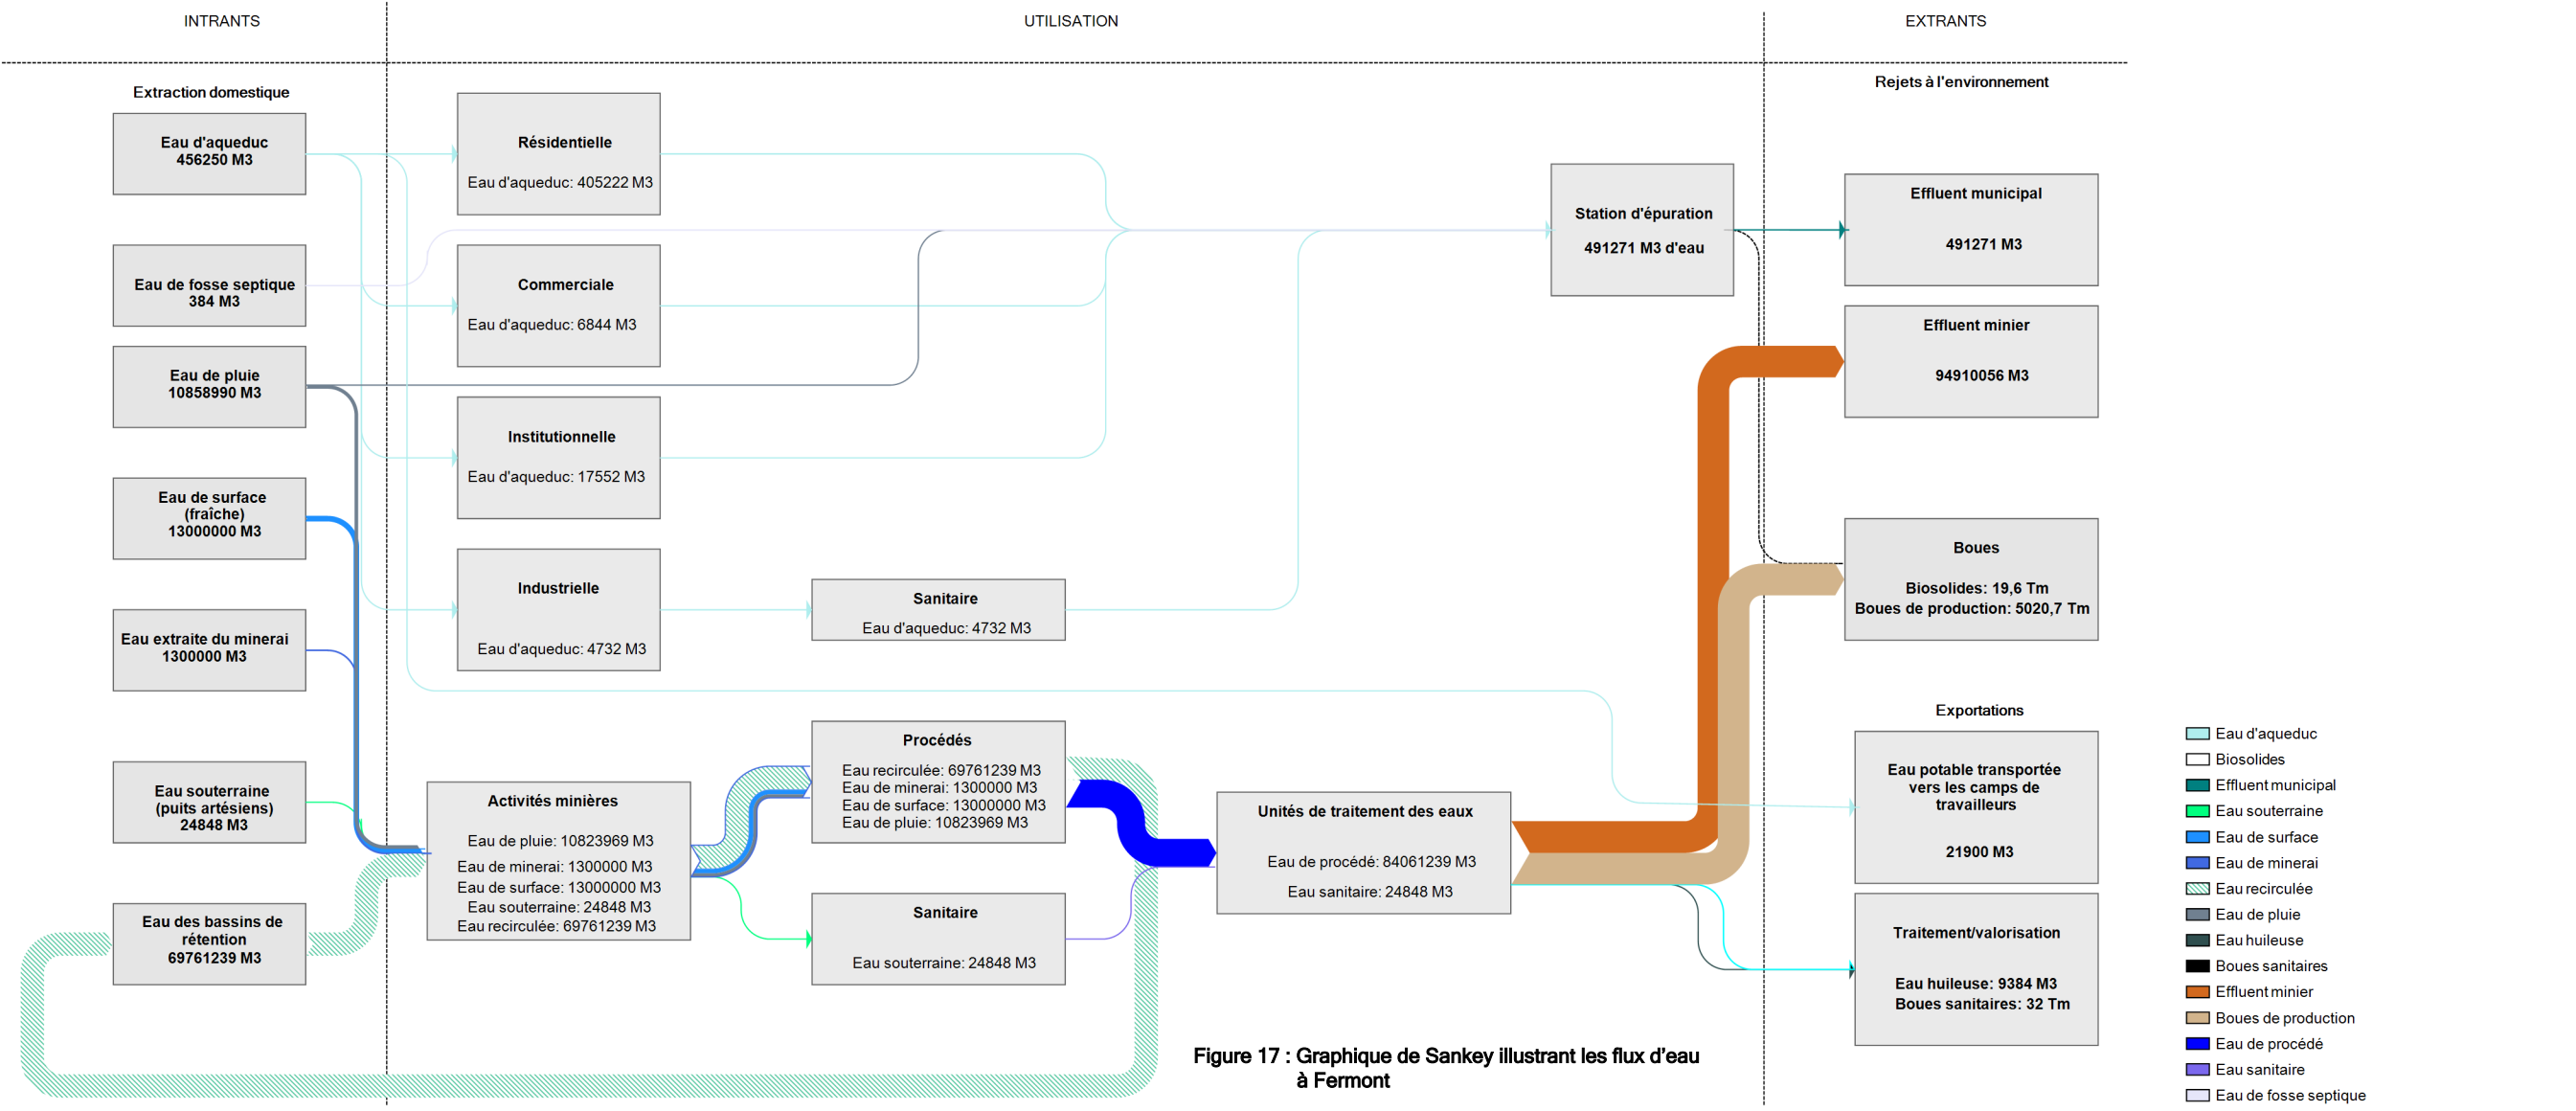 INTRANTS
UTILISATION
EXTRANTS
Extraction domestique
Rejets à l'environnement
Eau d'aqueduc
456250 M3
Eau de fosse septique
384 M3
Eau de pluie
10858990 M3
Eau de surface
(fraîche)
13000000 M3
Eau extraite du minerai
1300000 M3
Eau souterraine
(puits artésiens)
24848 M3
Eau des bassins de
rétention
69761239 M3
Résidentielle
Eau d'aqueduc: 405222 M3
Commerciale
Eau d'aqueduc: 6844 M3
Institutionnelle
Eau d'aqueduc: 17552 M3
Industrielle
Eau d'aqueduc: 4732 M3
Sanitaire
Eau d'aqueduc: 4732 M3
Activités minières
Eau de pluie: 10823969 M3
Eau de minerai: 1300000 M3
Eau de surface: 13000000 M3
Eau souterraine: 24848 M3
Eau recirculée: 69761239 M3
Procédés
Eau recirculée: 69761239 M3
Eau de minerai: 1300000 M3
Eau de surface: 13000000 M3
Eau de pluie: 10823969 M3
Sanitaire
Eau souterraine: 24848 M3
Unités de traitement des eaux
Eau de procédé: 84061239 M3
Eau sanitaire: 24848 M3
Station d'épuration
491271 M3 d'eau
Effluent municipal
491271 M3
Effluent minier
94910056 M3
Boues
Biosolides: 19,6 Tm
Boues de production: 5020,7 Tm
Exportations
Eau potable transportée
vers les camps de
travailleurs
21900 M3
Traitement/valorisation
Eau huileuse: 9384 M3
Boues sanitaires: 32 Tm
Eau d'aqueduc
Biosolides
Effluent municipal
Eau souterraine
Eau de surface
Eau de minerai
Eau recirculée
Eau de pluie
Eau huileuse
Boues sanitaires
Effluent minier
Boues de production
Eau de procédé
Eau sanitaire
Eau de fosse septique
Figure 17 : Graphique de Sankey illustrant les flux d’eau
à Fermont